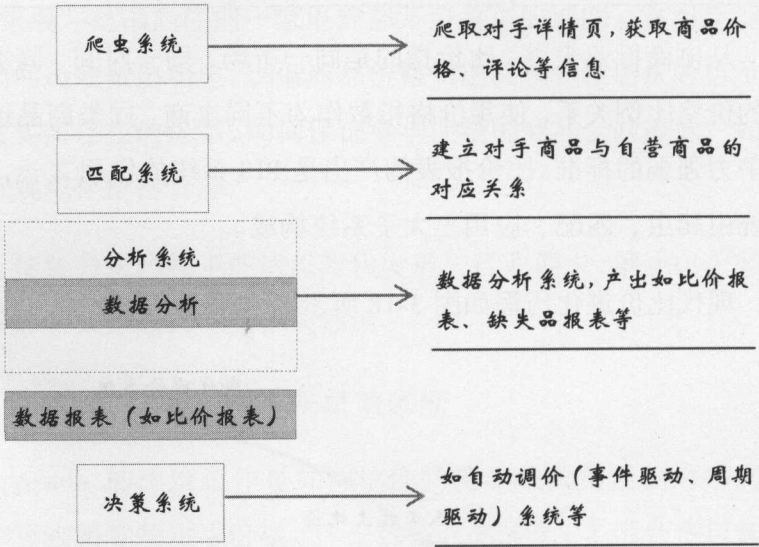 爬虫系统
爬取对手详情页,获取商品价
格、评论等信息
匹配系统
建立对手商品与自营商品的
对应关系
分析系统
数据分析
数据分析系统,产出如比价报
表、缺失品报表等
数据报表(如比价报表)
决策系统
如自动调价(事件驱动、周期
驱动)系统等